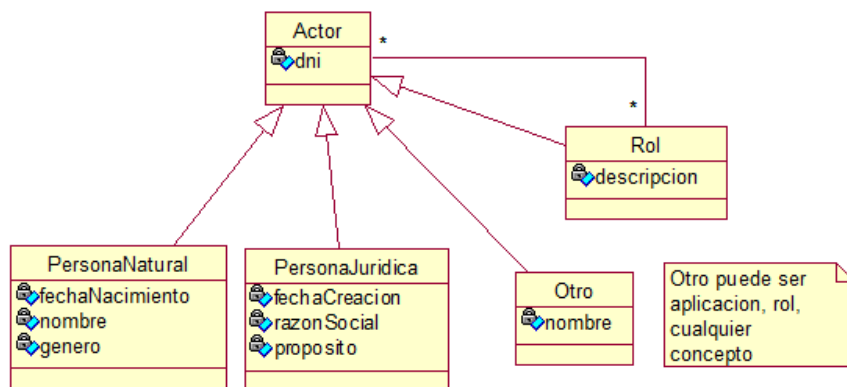 Actor
dni
*
*
Rol
descripcion
PersonaNatural
fechaNacimiento
nombre
genero
PersonaJuridica
fechaCreacion
razonSocial
proposito
Otro
nombre
Otro puede ser
aplicacion, rol,
cualquier
concepto